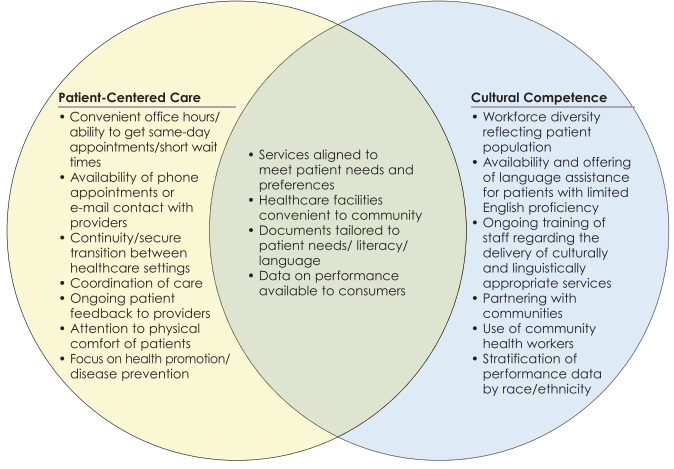 Patient-Centered Care
• Convenient office hours/
ability to get same-day
appointments/short wait
times
• Availability of phone
appointments or
e-mail contact with
providers
• Continuity/secure
transition between
healthcare settings
• Coordination of care
• Ongoing patient
feedback to providers
• Attention to physical
comfort of patients
• Focus on health promotion/
disease prevention
• Services aligned to
meet patient needs and
preferences
• Healthcare facilities
convenient to community
• Documents tailored to
patient needs/ literacy/
language
• Data on performance
available to consumers
Cultural Competence
• Workforce diversity
reflecting patient
population
• Availability and offering
of language assistance
for patients with limited
English proficiency
• Ongoing training of
staff regarding the
delivery of culturally
and linguistically
appropriate services
• Partnering with
communities
• Use of community
health workers
• Stratification of
performance data
by race/ethnicity